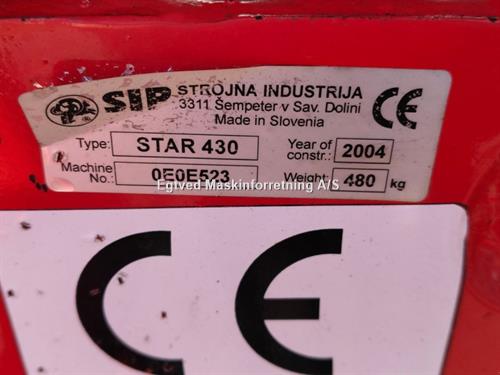 SIP STROJNA INDUSTRIJA
3311 Šempeter v Sav. Dolini
Made in Slovenia
CE
Type: STAR 430 Year of constr.: 2004
Machine No.: 0E0E523 Weight: 480 kg
Egtved Maskinforretning A/S
CE